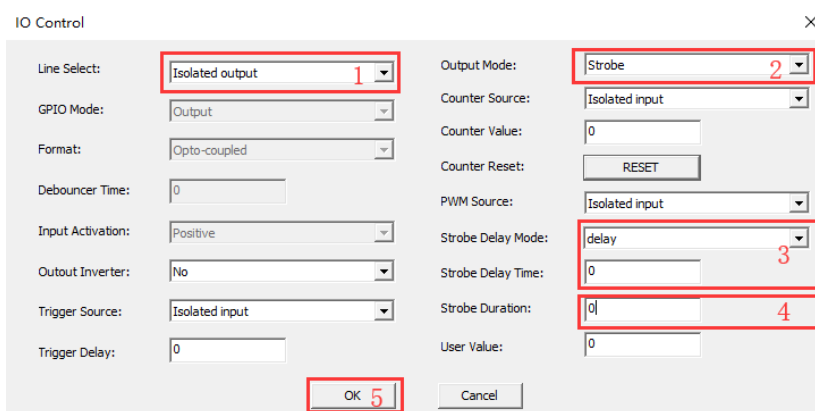 IO Control
Line Select:
Isolated output
1
GPIO Mode:
Output
Format:
Opto-coupled
Debouncer Time:
0
Input Activation:
Positive
Outout Inverter:
No
Trigger Source:
Isolated input
Trigger Delay:
0
Output Mode:
Strobe
2
Counter Source:
Isolated input
Counter Value:
0
Counter Reset:
RESET
PWM Source:
Isolated input
Strobe Delay Mode:
delay
3
Strobe Delay Time:
0
Strobe Duration:
0
4
User Value:
0
OK
5
Cancel